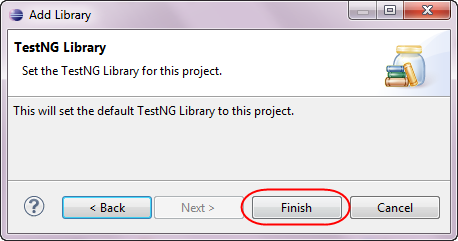 Add Library
TestNG Library
Set the TestNG Library for this project.
This will set the default TestNG Library to this project.
?
< Back
Next >
Finish
Cancel